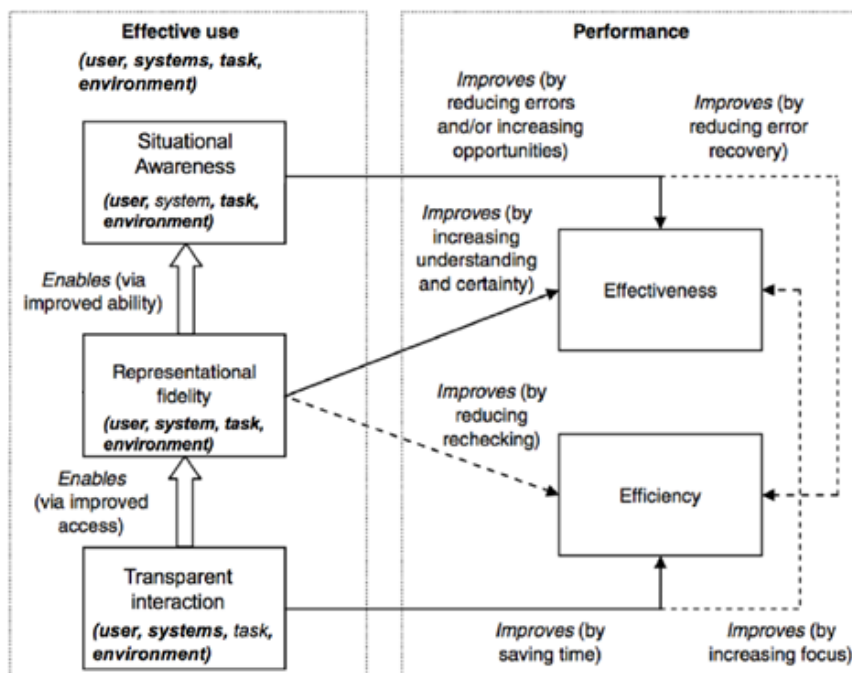 Effective use
(user, systems, task,
environment)
Situational
Awareness
(user, system, task,
environment)
Enables (via
improved ability)
Representational
fidelity
(user, system, task,
environment)
Enables
(via improved
access)
Transparent
interaction
(user, systems, task,
environment)
Performance
Improves (by
reducing errors
and/or increasing
opportunities)
Improves (by
reducing error
recovery)
Improves (by
increasing
understanding
and certainty)
Effectiveness
Improves (by
reducing
rechecking)
Efficiency
Improves (by
saving time)
Improves (by
increasing focus)